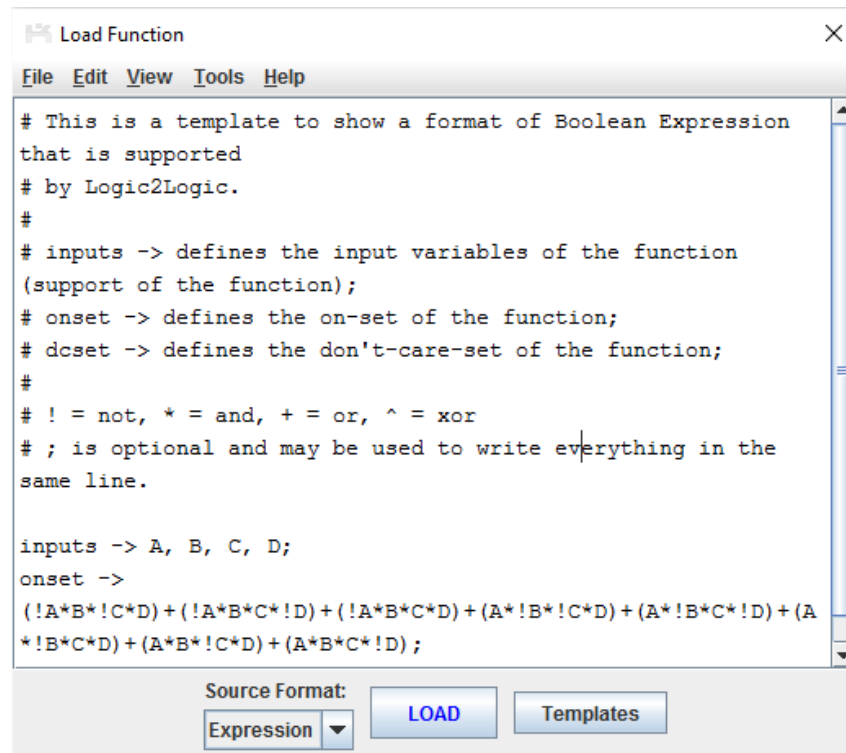 Load Function
File Edit View Tools Help
# This is a template to show a format of Boolean Expression
that is supported
# by Logic2Logic.
#
# inputs -> defines the input variables of the function
(support of the function);
# onset -> defines the on-set of the function;
# dcset -> defines the don't-care-set of the function;
#
# ! = not, * = and, + = or, ^ = xor
# ; is optional and may be used to write everything in the
same line.
inputs -> A, B, C, D;
onset ->
(!A*B*!C*D)+(!A*B*C*!D)+(!A*B*C*D)+(A*!B*!C*D)+(A*!B*C*!D)+(A
*!B*C*D)+(A*B*!C*D)+(A*B*C*!D);
Source Format:
Expression
LOAD
Templates